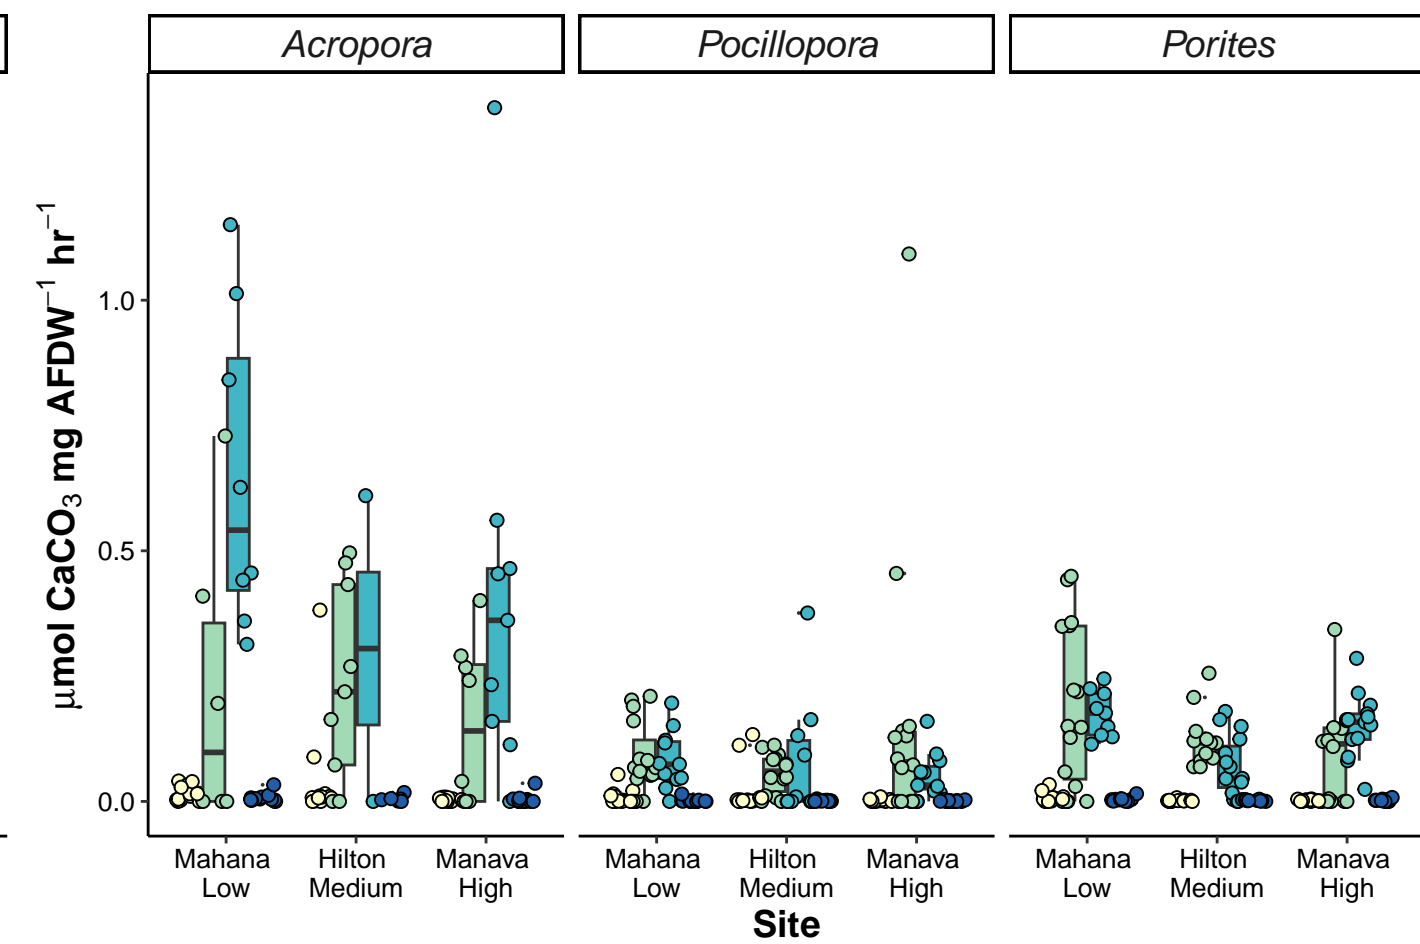 Acropora Pocillopora Porites
μmol CaCO₃ mg AFDW⁻¹ hr⁻¹
1.0
0.5
0.0
Mahana Hilton Manava Mahana Hilton Manava Mahana Hilton Manava
Low Medium High Low Medium High Low Medium High
Site